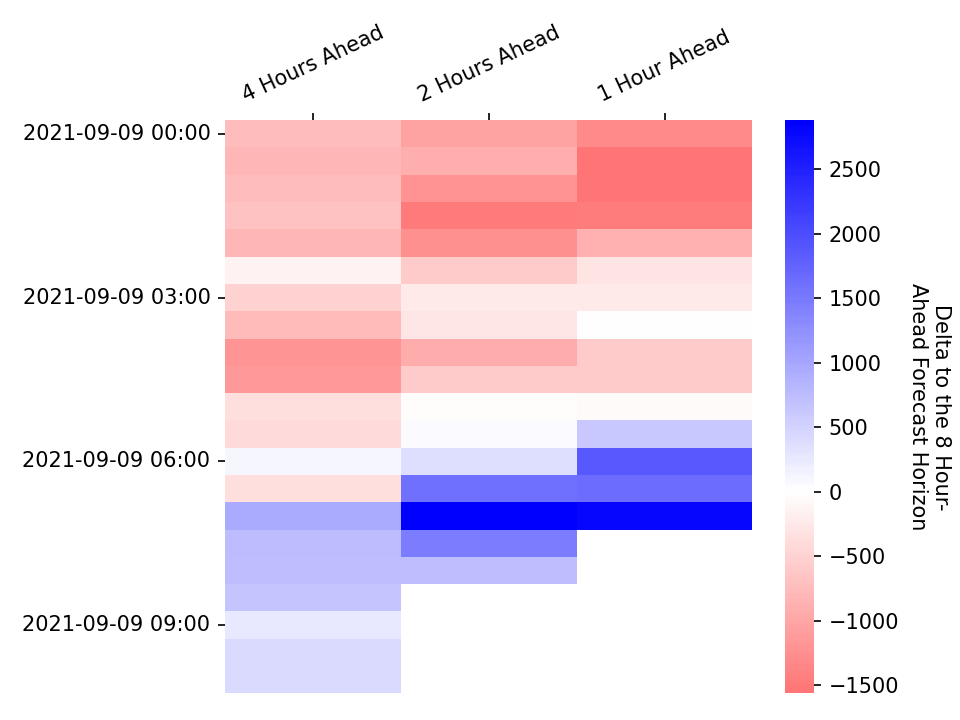 4 Hours Ahead
2 Hours Ahead
1 Hour Ahead
2021-09-09 00:00
2021-09-09 03:00
2021-09-09 06:00
2021-09-09 09:00
2500
2000
1500
1000
500
0
−500
−1000
−1500
Delta to the 8 Hour-
Ahead Forecast Horizon